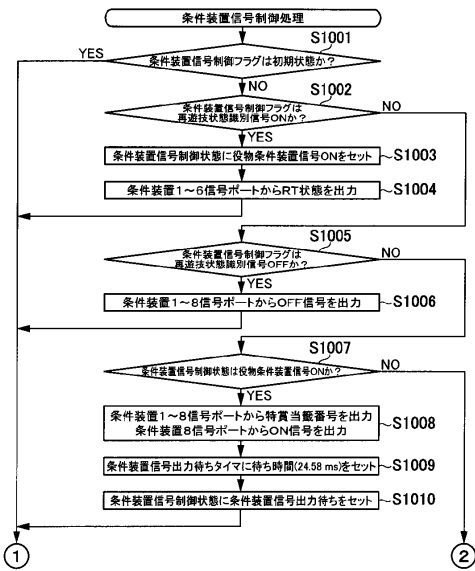 条件装置信号制御処理
S1001
YES
条件装置信号制御フラグは初期状態か？
NO
S1002
条件装置信号制御フラグは
再遊技状態識別信号ONか？
NO
YES
条件装置信号制御状態に役物条件装置信号ONをセット
S1003
条件装置1～6信号ポートからRT状態を出力
S1004
S1005
条件装置信号制御フラグは
再遊技状態識別信号OFFか？
NO
YES
条件装置1～8信号ポートからOFF信号を出力
S1006
S1007
条件装置信号制御状態は役物条件装置信号ONか？
NO
YES
条件装置1～8信号ポートから特賞当籤番号を出力
条件装置8信号ポートからON信号を出力
S1008
条件装置信号出力待ちタイマに待ち時間(24.58 ms)をセット
S1009
条件装置信号制御状態に条件装置信号出力待ちをセット
S1010
1
2